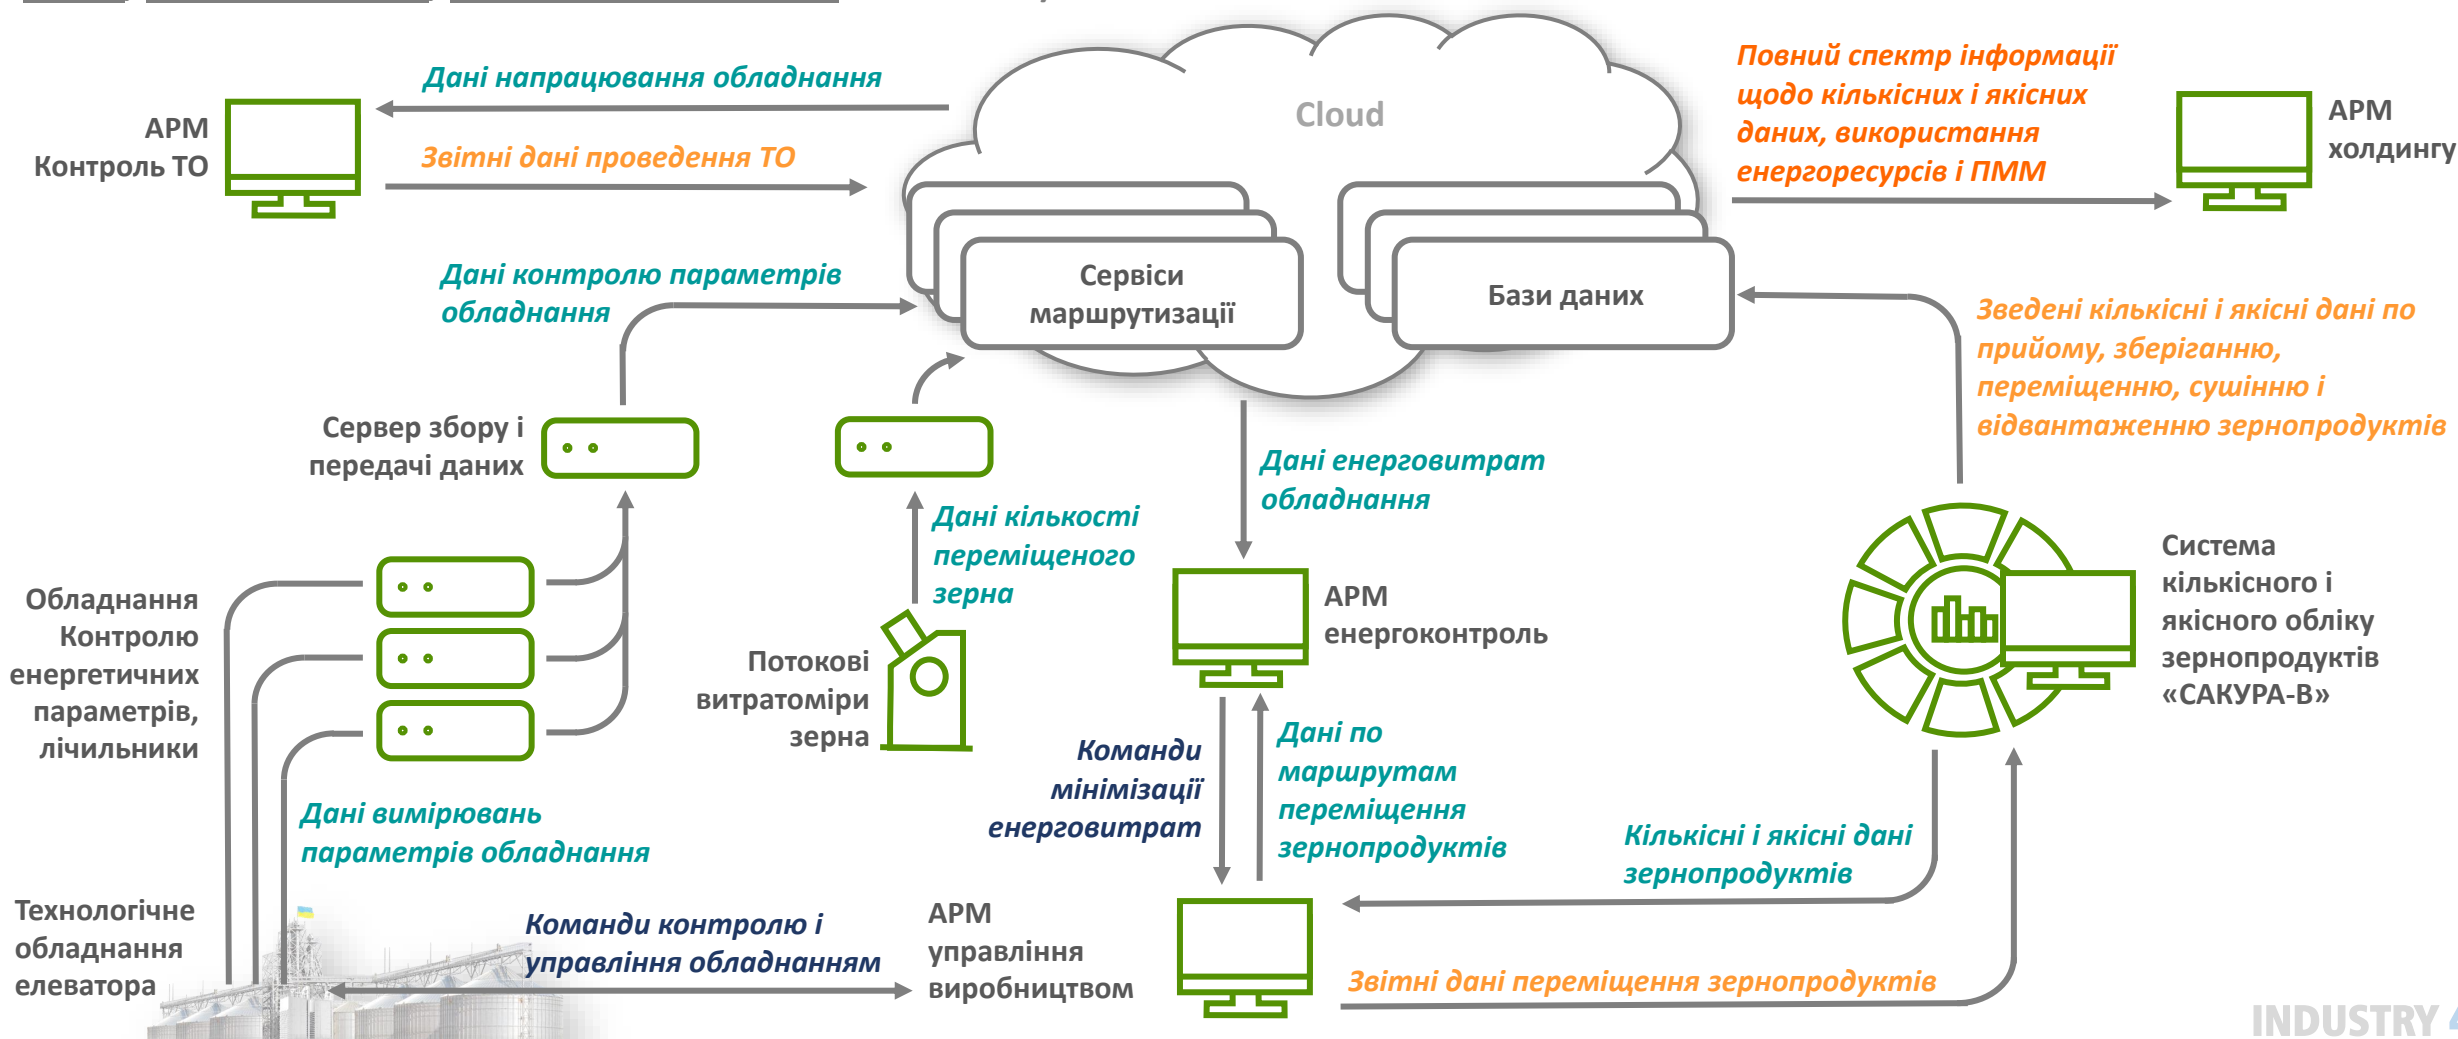 Cloud
Дані напрацювання обладнання
АРМ
Контроль ТО
Звітні дані проведення ТО
Повний спектр інформації
щодо кількісних і якісних
даних, використання
енергоресурсів і ПММ
АРМ
холдингу
Дані контролю параметрів
обладнання
Сервіси
маршрутизації
Бази даних
Зведені кількісні і якісні дані по
прийому, зберіганню,
переміщенню, сушінню і
відвантаженню зернопродуктів
Сервер збору і
передачі даних
Дані кількості
переміщеного
зерна
Дані енерговитрат
обладнання
Обладнання
Контролю
енергетичних
параметрів,
лічильники
Потокові
витратоміри
зерна
АРМ
енергоконтроль
Система
кількісного і
якісного обліку
зернопродуктів
«САКУРА-В»
Команди
мінімізації
енерговитрат
Дані по
маршрутам
переміщення
зернопродуктів
Дані вимірювань
параметрів обладнання
Кількісні і якісні дані
зернопродуктів
Технологічне
обладнання
елеватора
Команди контролю і
управління обладнанням
АРМ
управління
виробництвом
Звітні дані переміщення зернопродуктів
INDUSTRY 4